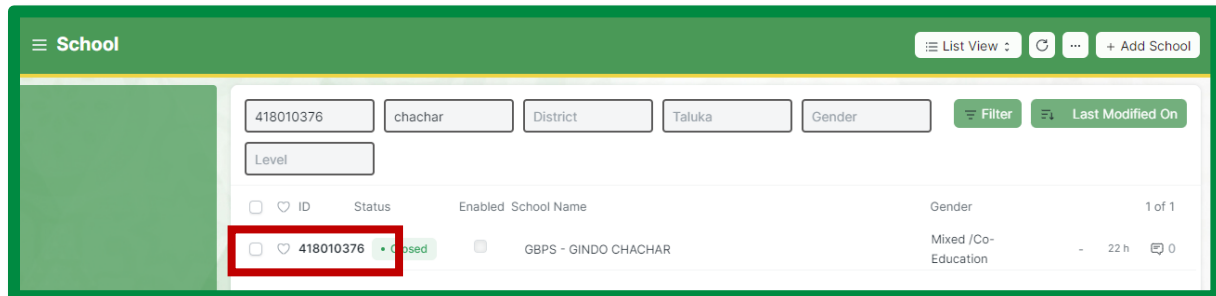 School
List View
+ Add School
418010376 chachar District Taluka Gender Filter Last Modified On
Level
ID Status Enabled School Name Gender 1 of 1
418010376 • Closed GBPS - GINDO CHACHAR Mixed /Co-
Education - 22 h 0